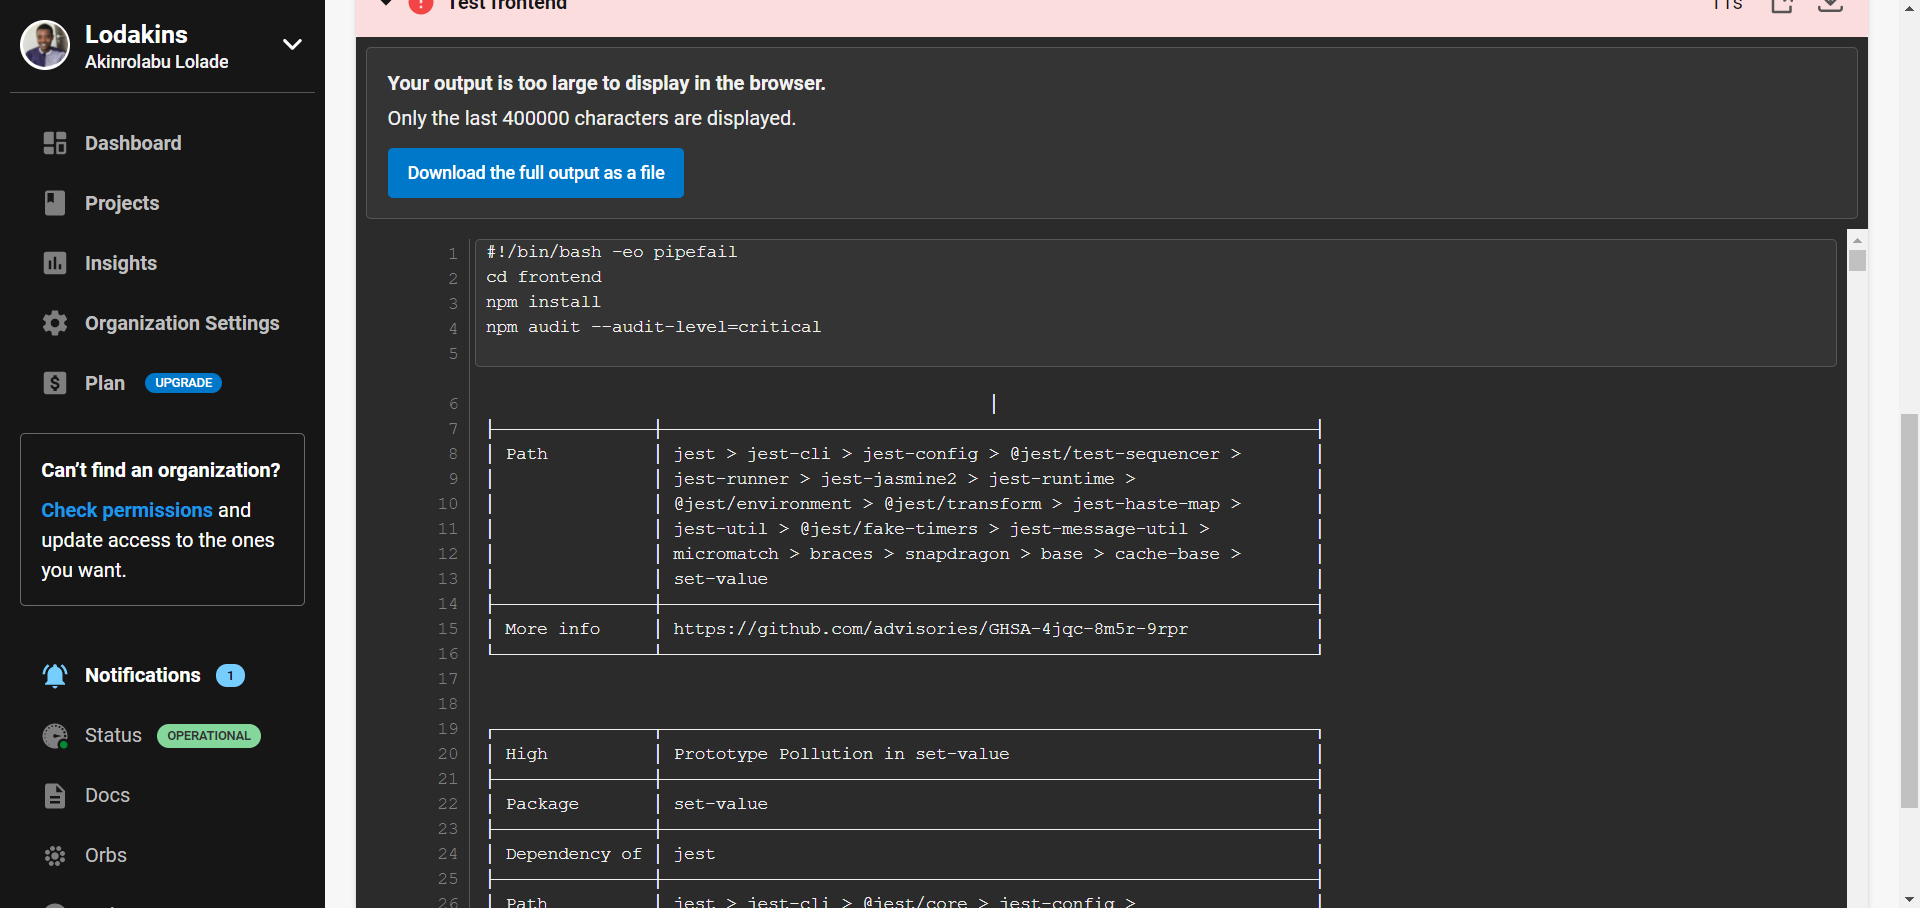 Lodakins
Akinrolabu Lolade
Dashboard
Projects
Insights
Organization Settings
Plan UPGRADE
Can't find an organization?
Check permissions and
update access to the ones
you want.
Notifications 1
Status OPERATIONAL
Docs
Orbs
Test frontend 11s
Your output is too large to display in the browser.
Only the last 400000 characters are displayed.
Download the full output as a file
1 #!/bin/bash -eo pipefail
2 cd frontend
3 npm install
4 npm audit --audit-level=critical
5
6
7
8 Path jest > jest-cli > jest-config > @jest/test-sequencer >
9 jest-runner > jest-jasmine2 > jest-runtime >
10 @jest/environment > @jest/transform > jest-haste-map >
11 jest-util > @jest/fake-timers > jest-message-util >
12 micromatch > braces > snapdragon > base > cache-base >
13 set-value
14
15 More info https://github.com/advisories/GHSA-4jqc-8m5r-9rpr
16
17
18
19
20 High Prototype Pollution in set-value
21
22 Package set-value
23
24 Dependency of jest
25
26 Path jest > jest-cli > @jest/core > jest-config >